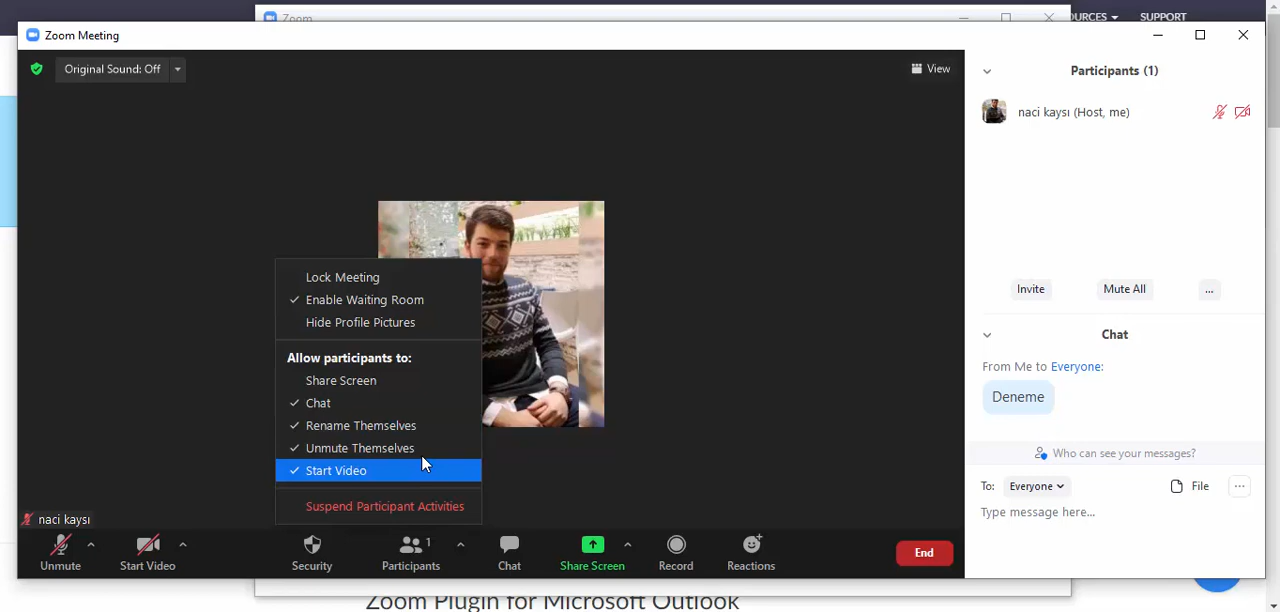 Zoom
OURCES
SUPPORT
Zoom Meeting
Original Sound: Off
View
Participants (1)
naci kaysı (Host, me)
Lock Meeting
Enable Waiting Room
Hide Profile Pictures
Allow participants to:
Share Screen
Chat
Rename Themselves
Unmute Themselves
Start Video
Suspend Participant Activities
Invite
Mute All
...
Chat
From Me to Everyone:
Deneme
Who can see your messages?
To: Everyone
File
Type message here...
naci kaysı
Unmute
Start Video
Security
1
Participants
Chat
Share Screen
Record
Reactions
End
Zoom Plugin for Microsoft Outlook